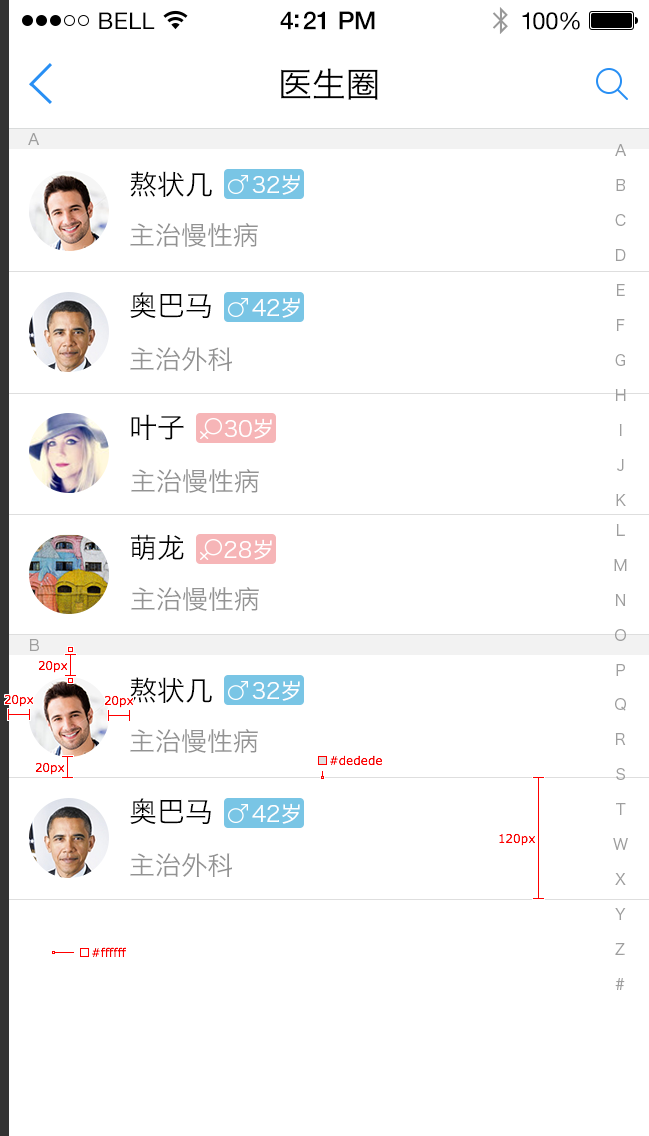 BELL 4:21 PM 100%
医生圈
A
熬状几 ♂32岁
主治慢性病
奥巴马 ♂42岁
主治外科
叶子 ♀30岁
主治慢性病
萌龙 ♀28岁
主治慢性病
B
20px
熬状几 ♂32岁
20px 20px
主治慢性病
20px
#dedede
奥巴马 ♂42岁
120px
主治外科
#ffffff
A
B
C
D
E
F
G
H
I
J
K
L
M
N
O
P
Q
R
S
T
W
X
Y
Z
#